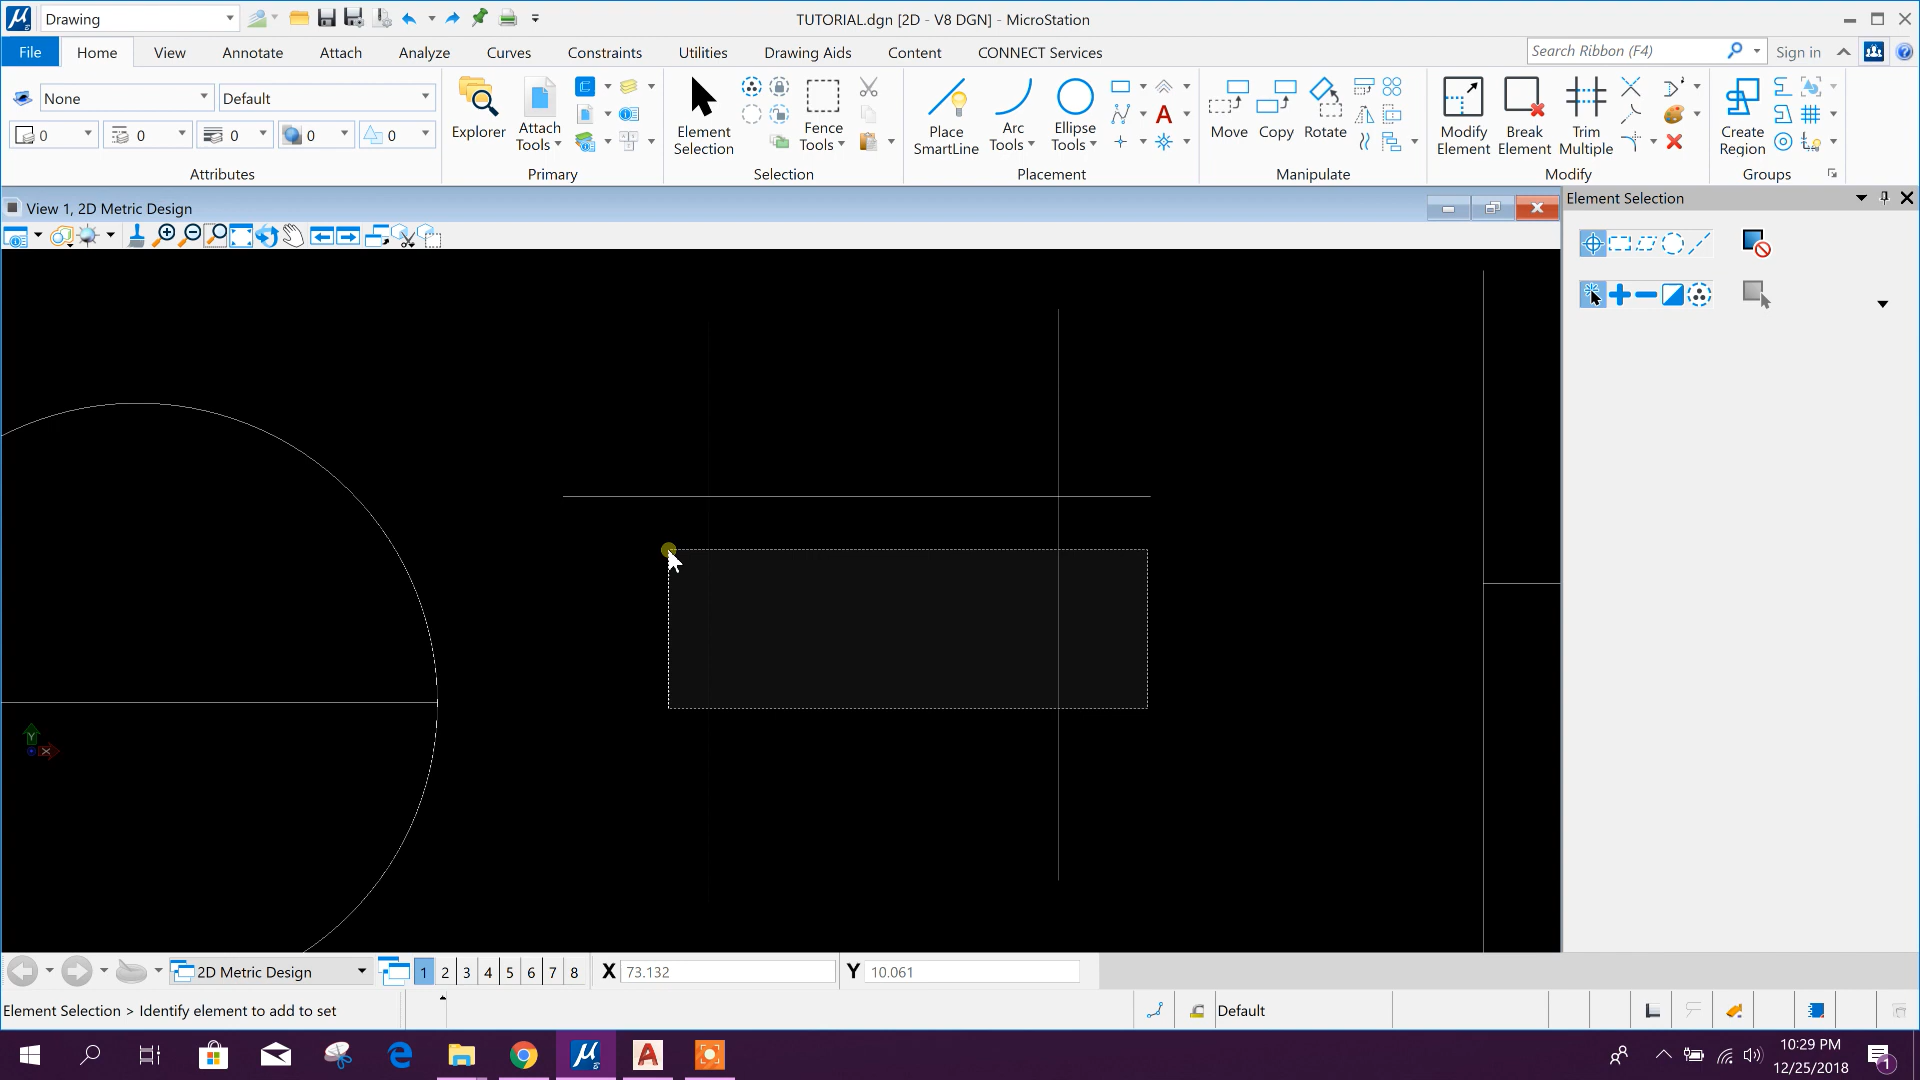 Drawing
TUTORIAL.dgn [2D - V8 DGN] - MicroStation
File Home View Annotate Attach Analyze Curves Constraints Utilities Drawing Aids Content CONNECT Services
Search Ribbon (F4)
Sign in
None Default
0 0 0 0 0
Attributes
Explorer
Attach Tools
Primary
Element Selection
Fence Tools
Selection
Place SmartLine
Arc Tools
Ellipse Tools
Placement
Move Copy Rotate
Manipulate
Modify Element
Break Element
Trim Multiple
Modify
Create Region
Groups
View 1, 2D Metric Design
Element Selection
Y
X
2D Metric Design
1 2 3 4 5 6 7 8
X 73.132
Y 10.061
Element Selection > Identify element to add to set
Default
10:29 PM
12/25/2018
1